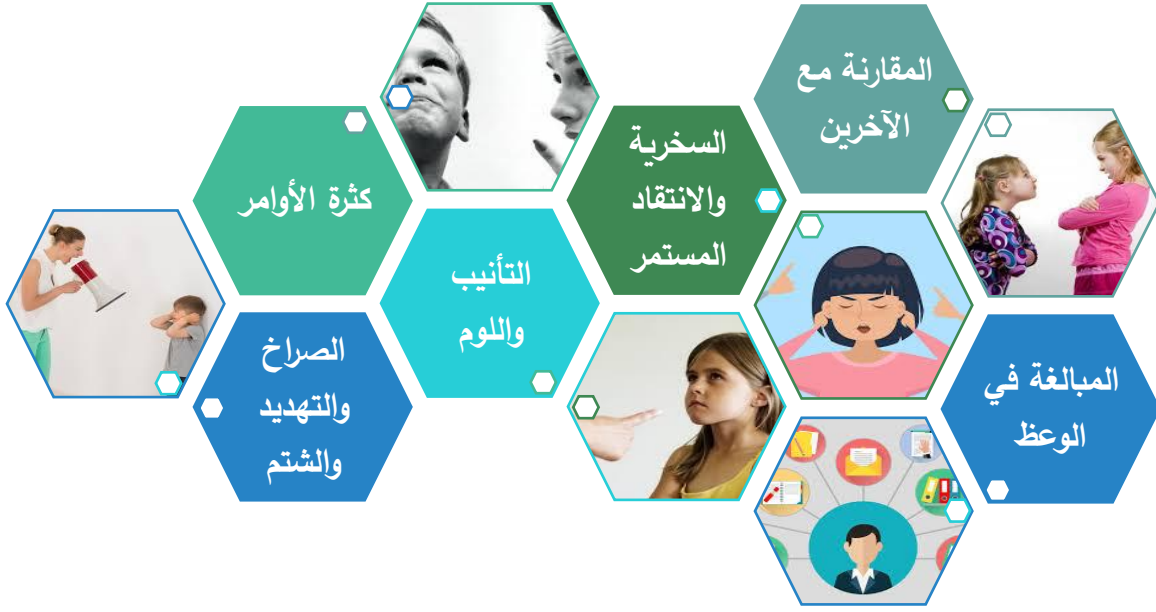 المقارنة مع
الآخرين
السخرية
والانتقاد
المستمر
كثرة الأوامر
التأنيب
واللوم
المبالغة في
الوعظ
الصراخ
والتهديد
والشتم